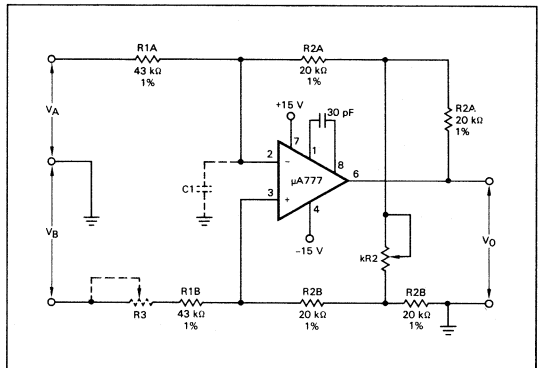 R1A
43 kΩ
1%
R2A
20 kΩ
1%
R2A
20 kΩ
1%
+15 V
30 pF
VA
7
1
2
−
8
6
μA777
C1
3
+
4
−15 V
VB
kR2
VO
R3
R1B
43 kΩ
1%
R2B
20 kΩ
1%
R2B
20 kΩ
1%